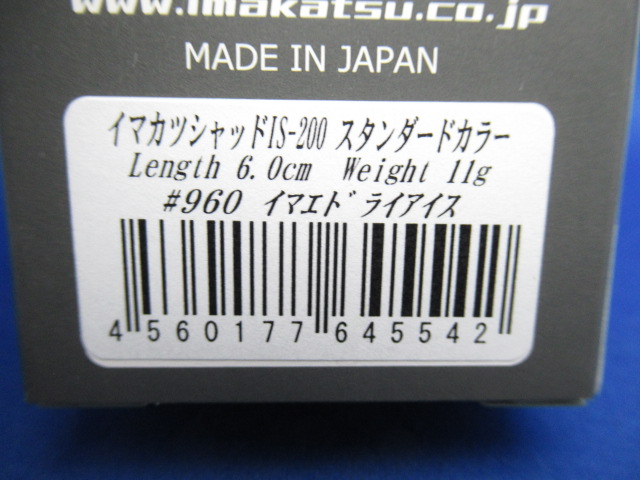 www.imakatsu.co.jp
MADE IN JAPAN
イマカツシャッドIS-200 スタンダードカラー
Length 6.0cm Weight 11g
#960 イマエドライアイス
4 560177 645542